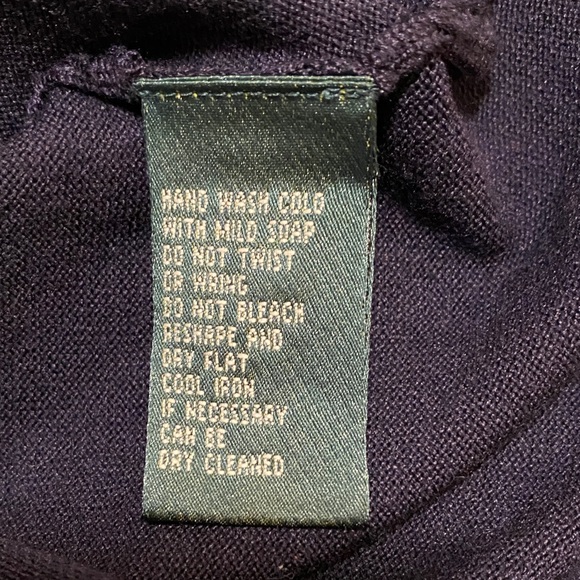 HAND WASH COLD
WITH MILD SOAP
DO NOT TWIST
OR WRING
DO NOT BLEACH
RESHAPE AND
DRY FLAT
COOL IRON
IF NECESSARY
CAN BE
DRY CLEANED